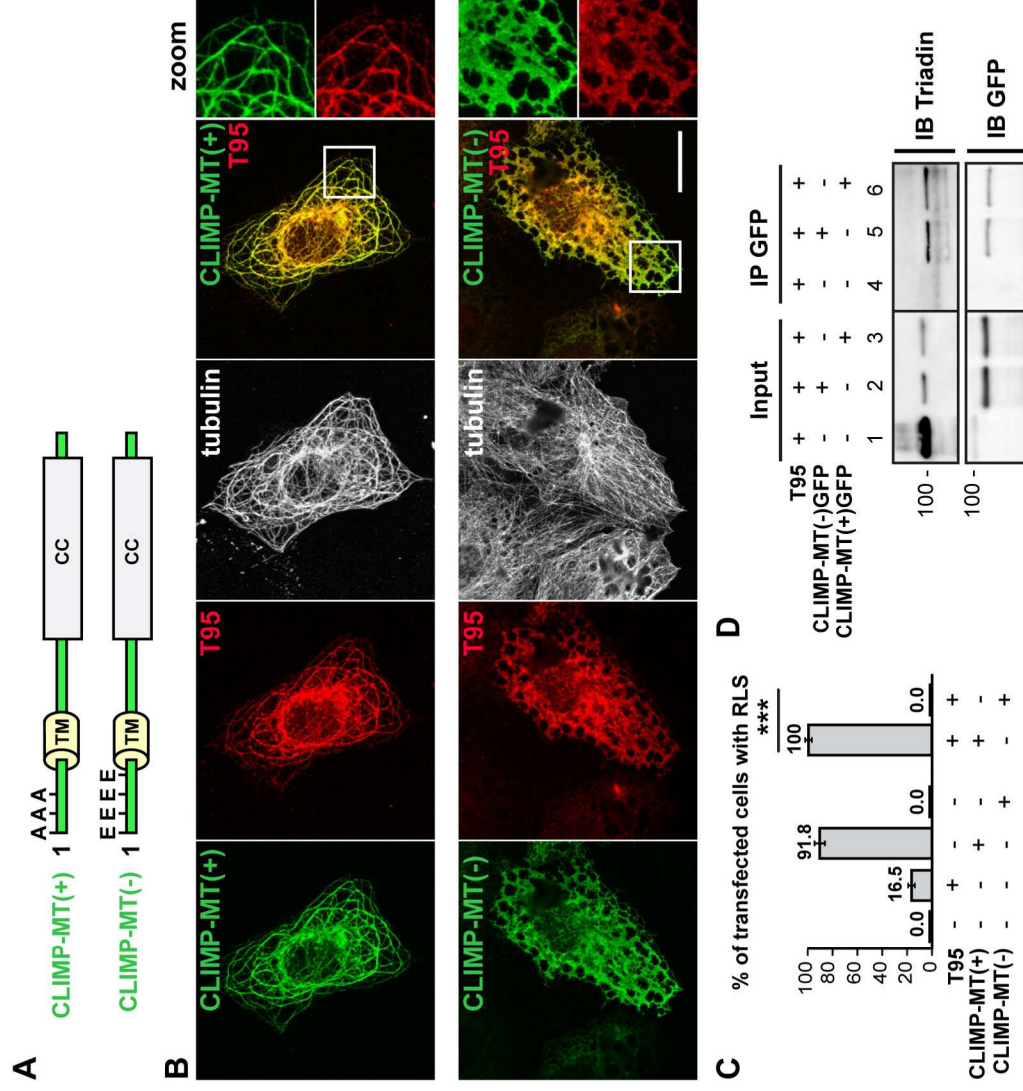 A
AAA
CLIMP-MT(+) 1 TM CC
EEEE
CLIMP-MT(-) 1 TM CC
B
zoom
CLIMP-MT(+) T95 tubulin CLIMP-MT(+)
T95
CLIMP-MT(-) T95 tubulin CLIMP-MT(-)
T95
C
% of transfected cells with RLS
***
100
80
60
40
20
0
0.0 16.5 91.8 0.0 100 0.0
T95 - + - - + +
CLIMP-MT(+) - - + - + -
CLIMP-MT(-) - - - + - +
D
Input IP GFP
T95 + + + + + +
CLIMP-MT(-)GFP - + - - + -
CLIMP-MT(+)GFP - - + - - +
1 2 3 4 5 6
100 - IB Triadin
100 - IB GFP